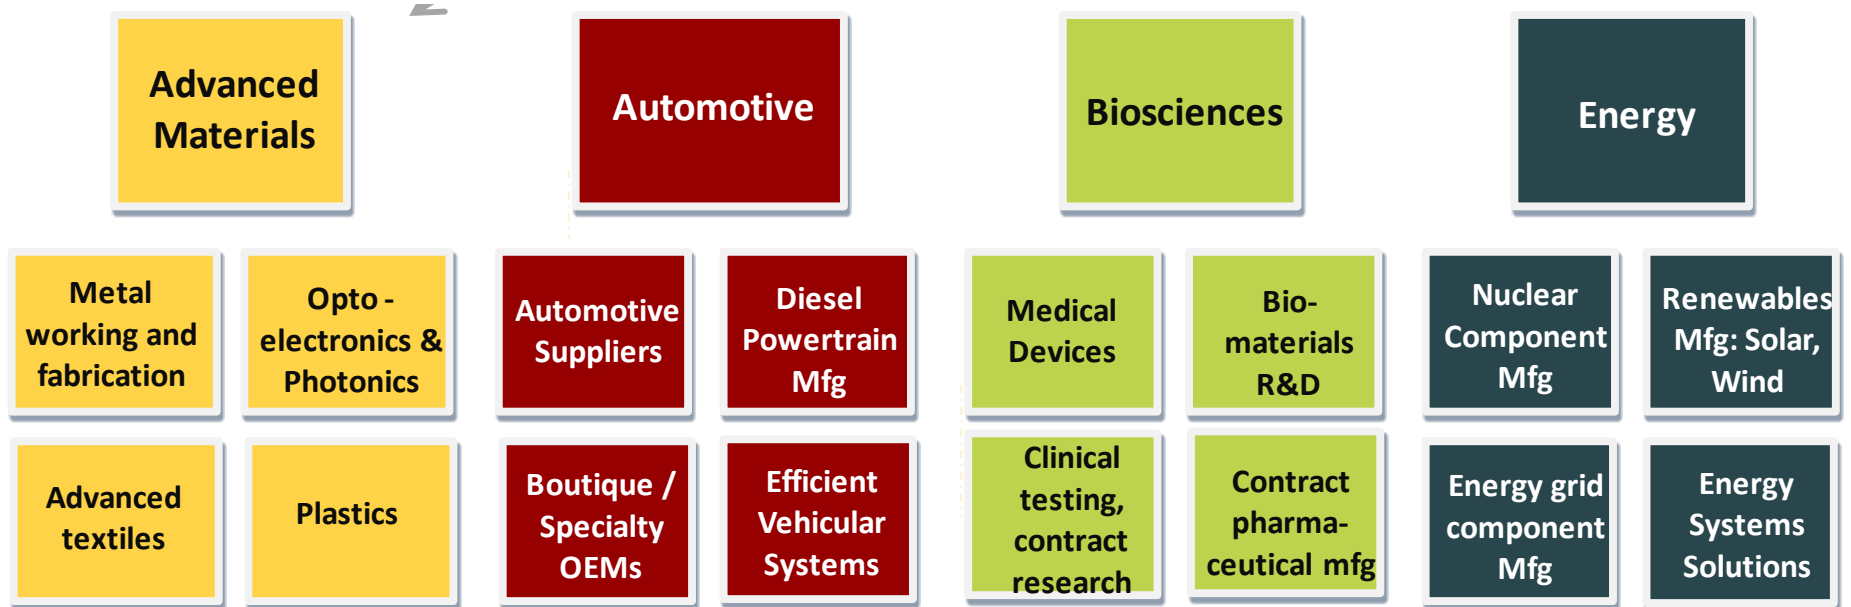 Advanced
Materials
Automotive
Biosciences
Energy
Metal
working and
fabrication
Opto -
electronics &
Photonics
Automotive
Suppliers
Diesel
Powertrain
Mfg
Medical
Devices
Bio-
materials
R&D
Nuclear
Component
Mfg
Renewables
Mfg: Solar,
Wind
Advanced
textiles
Plastics
Boutique /
Specialty
OEMs
Efficient
Vehicular
Systems
Clinical
testing,
contract
research
Contract
pharma-
ceutical mfg
Energy grid
component
Mfg
Energy
Systems
Solutions